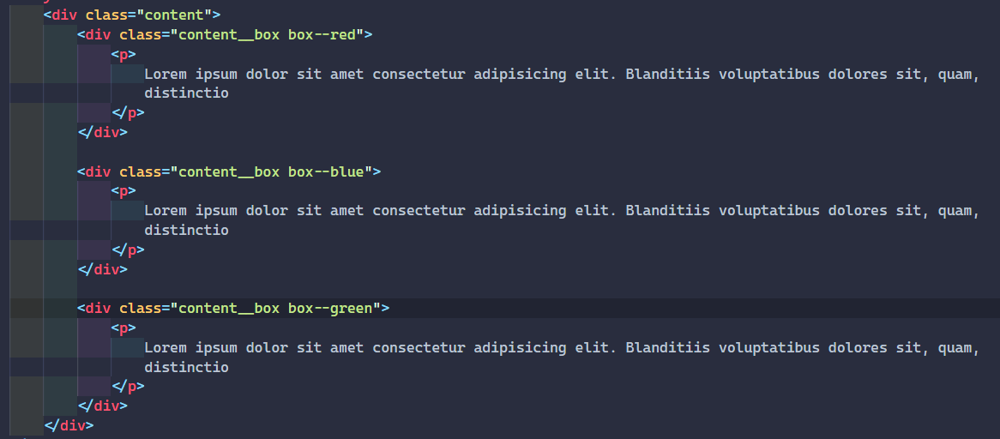 <div class="content">
<div class="content__box box--red">
<p>
Lorem ipsum dolor sit amet consectetur adipisicing elit. Blanditiis voluptatibus dolores sit, quam,
distinctio
</p>
</div>
<div class="content__box box--blue">
<p>
Lorem ipsum dolor sit amet consectetur adipisicing elit. Blanditiis voluptatibus dolores sit, quam,
distinctio
</p>
</div>
<div class="content__box box--green">
<p>
Lorem ipsum dolor sit amet consectetur adipisicing elit. Blanditiis voluptatibus dolores sit, quam,
distinctio
</p>
</div>
</div>